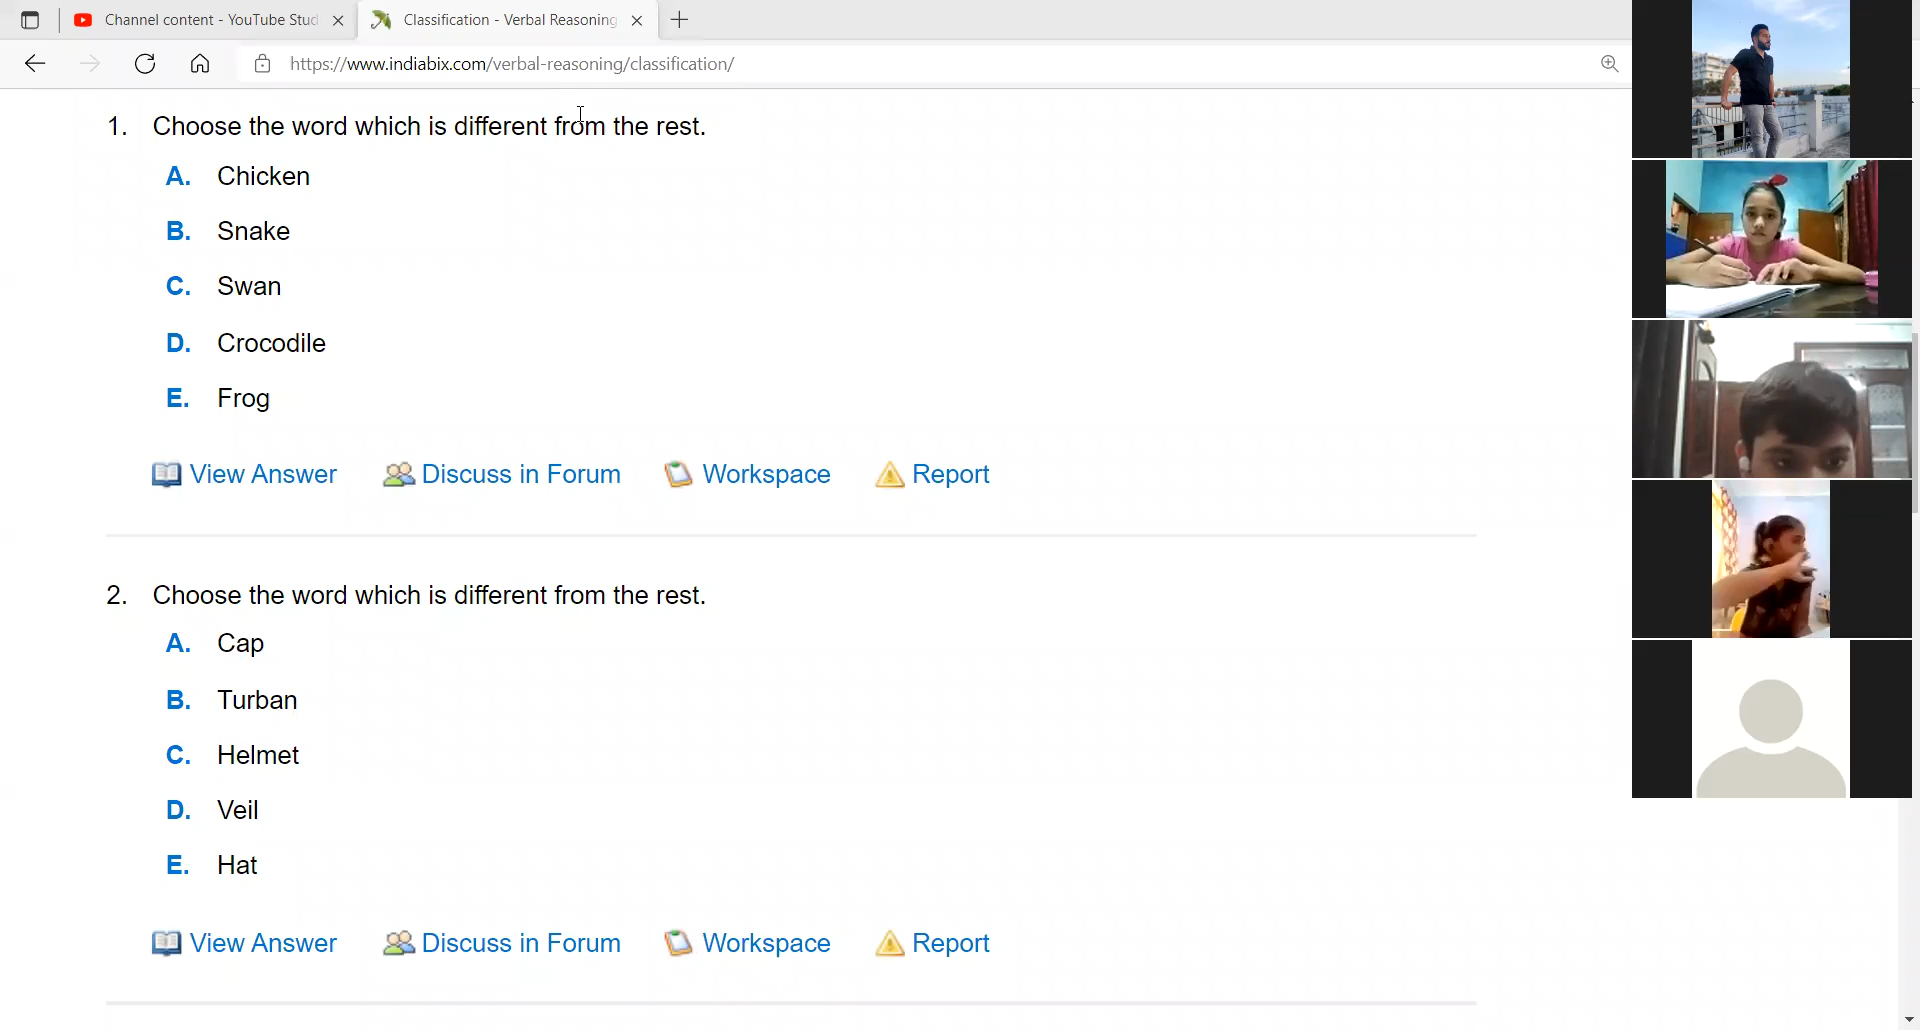 Channel content - YouTube Stud
Classification - Verbal Reasoning
https://www.indiabix.com/verbal-reasoning/classification/
1. Choose the word which is different from the rest.
A. Chicken
B. Snake
C. Swan
D. Crocodile
E. Frog
View Answer Discuss in Forum Workspace Report
2. Choose the word which is different from the rest.
A. Cap
B. Turban
C. Helmet
D. Veil
E. Hat
View Answer Discuss in Forum Workspace Report